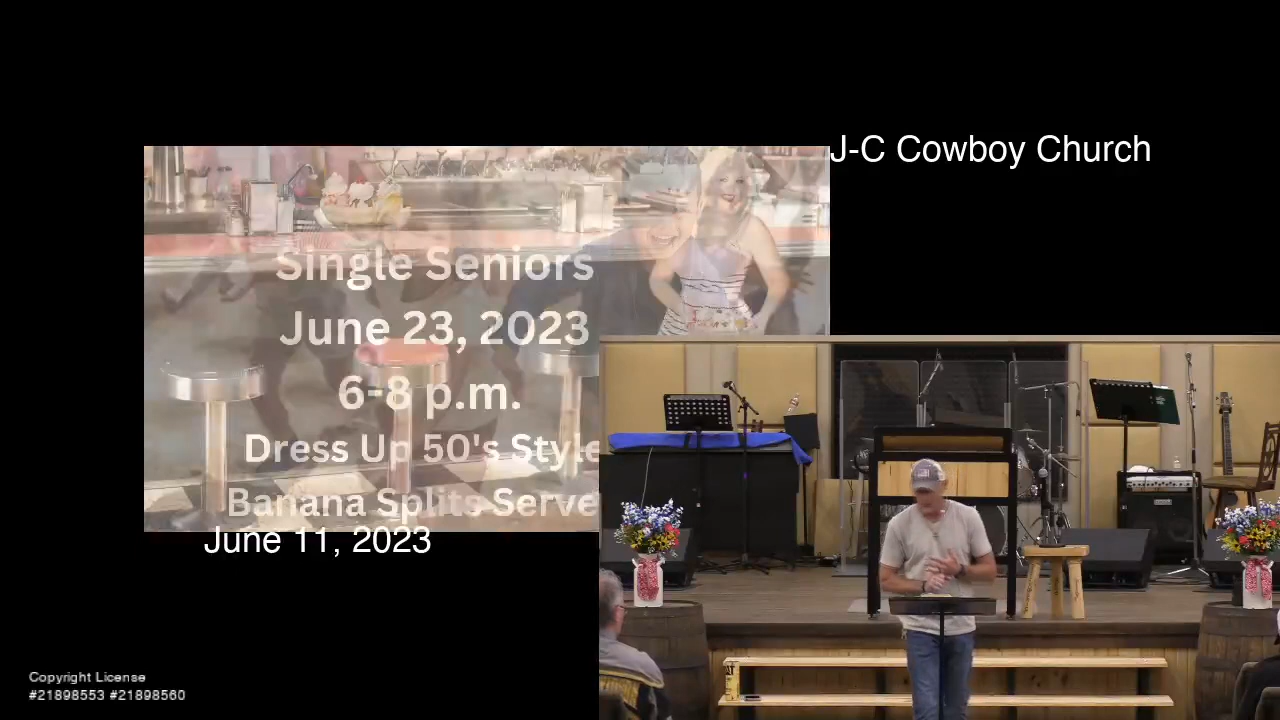 J-C Cowboy Church
Single Seniors
June 23, 2023
6-8 p.m.
Dress Up 50's Style
Banana Splits Serve
June 11, 2023
Copyright License
#21898553 #21898560